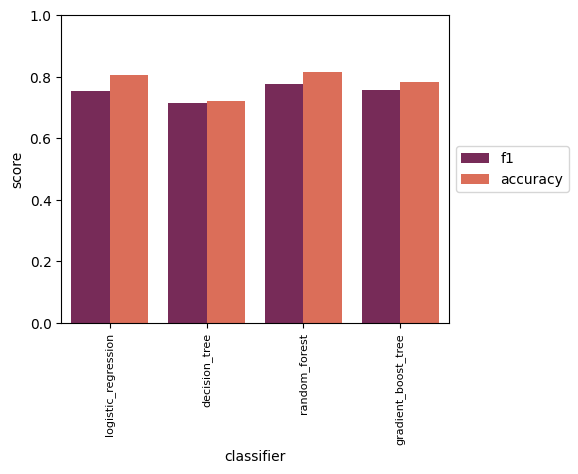 1.0
0.8
0.6
0.4
0.2
0.0
score
f1
accuracy
logistic_regression
decision_tree
random_forest
gradient_boost_tree
classifier